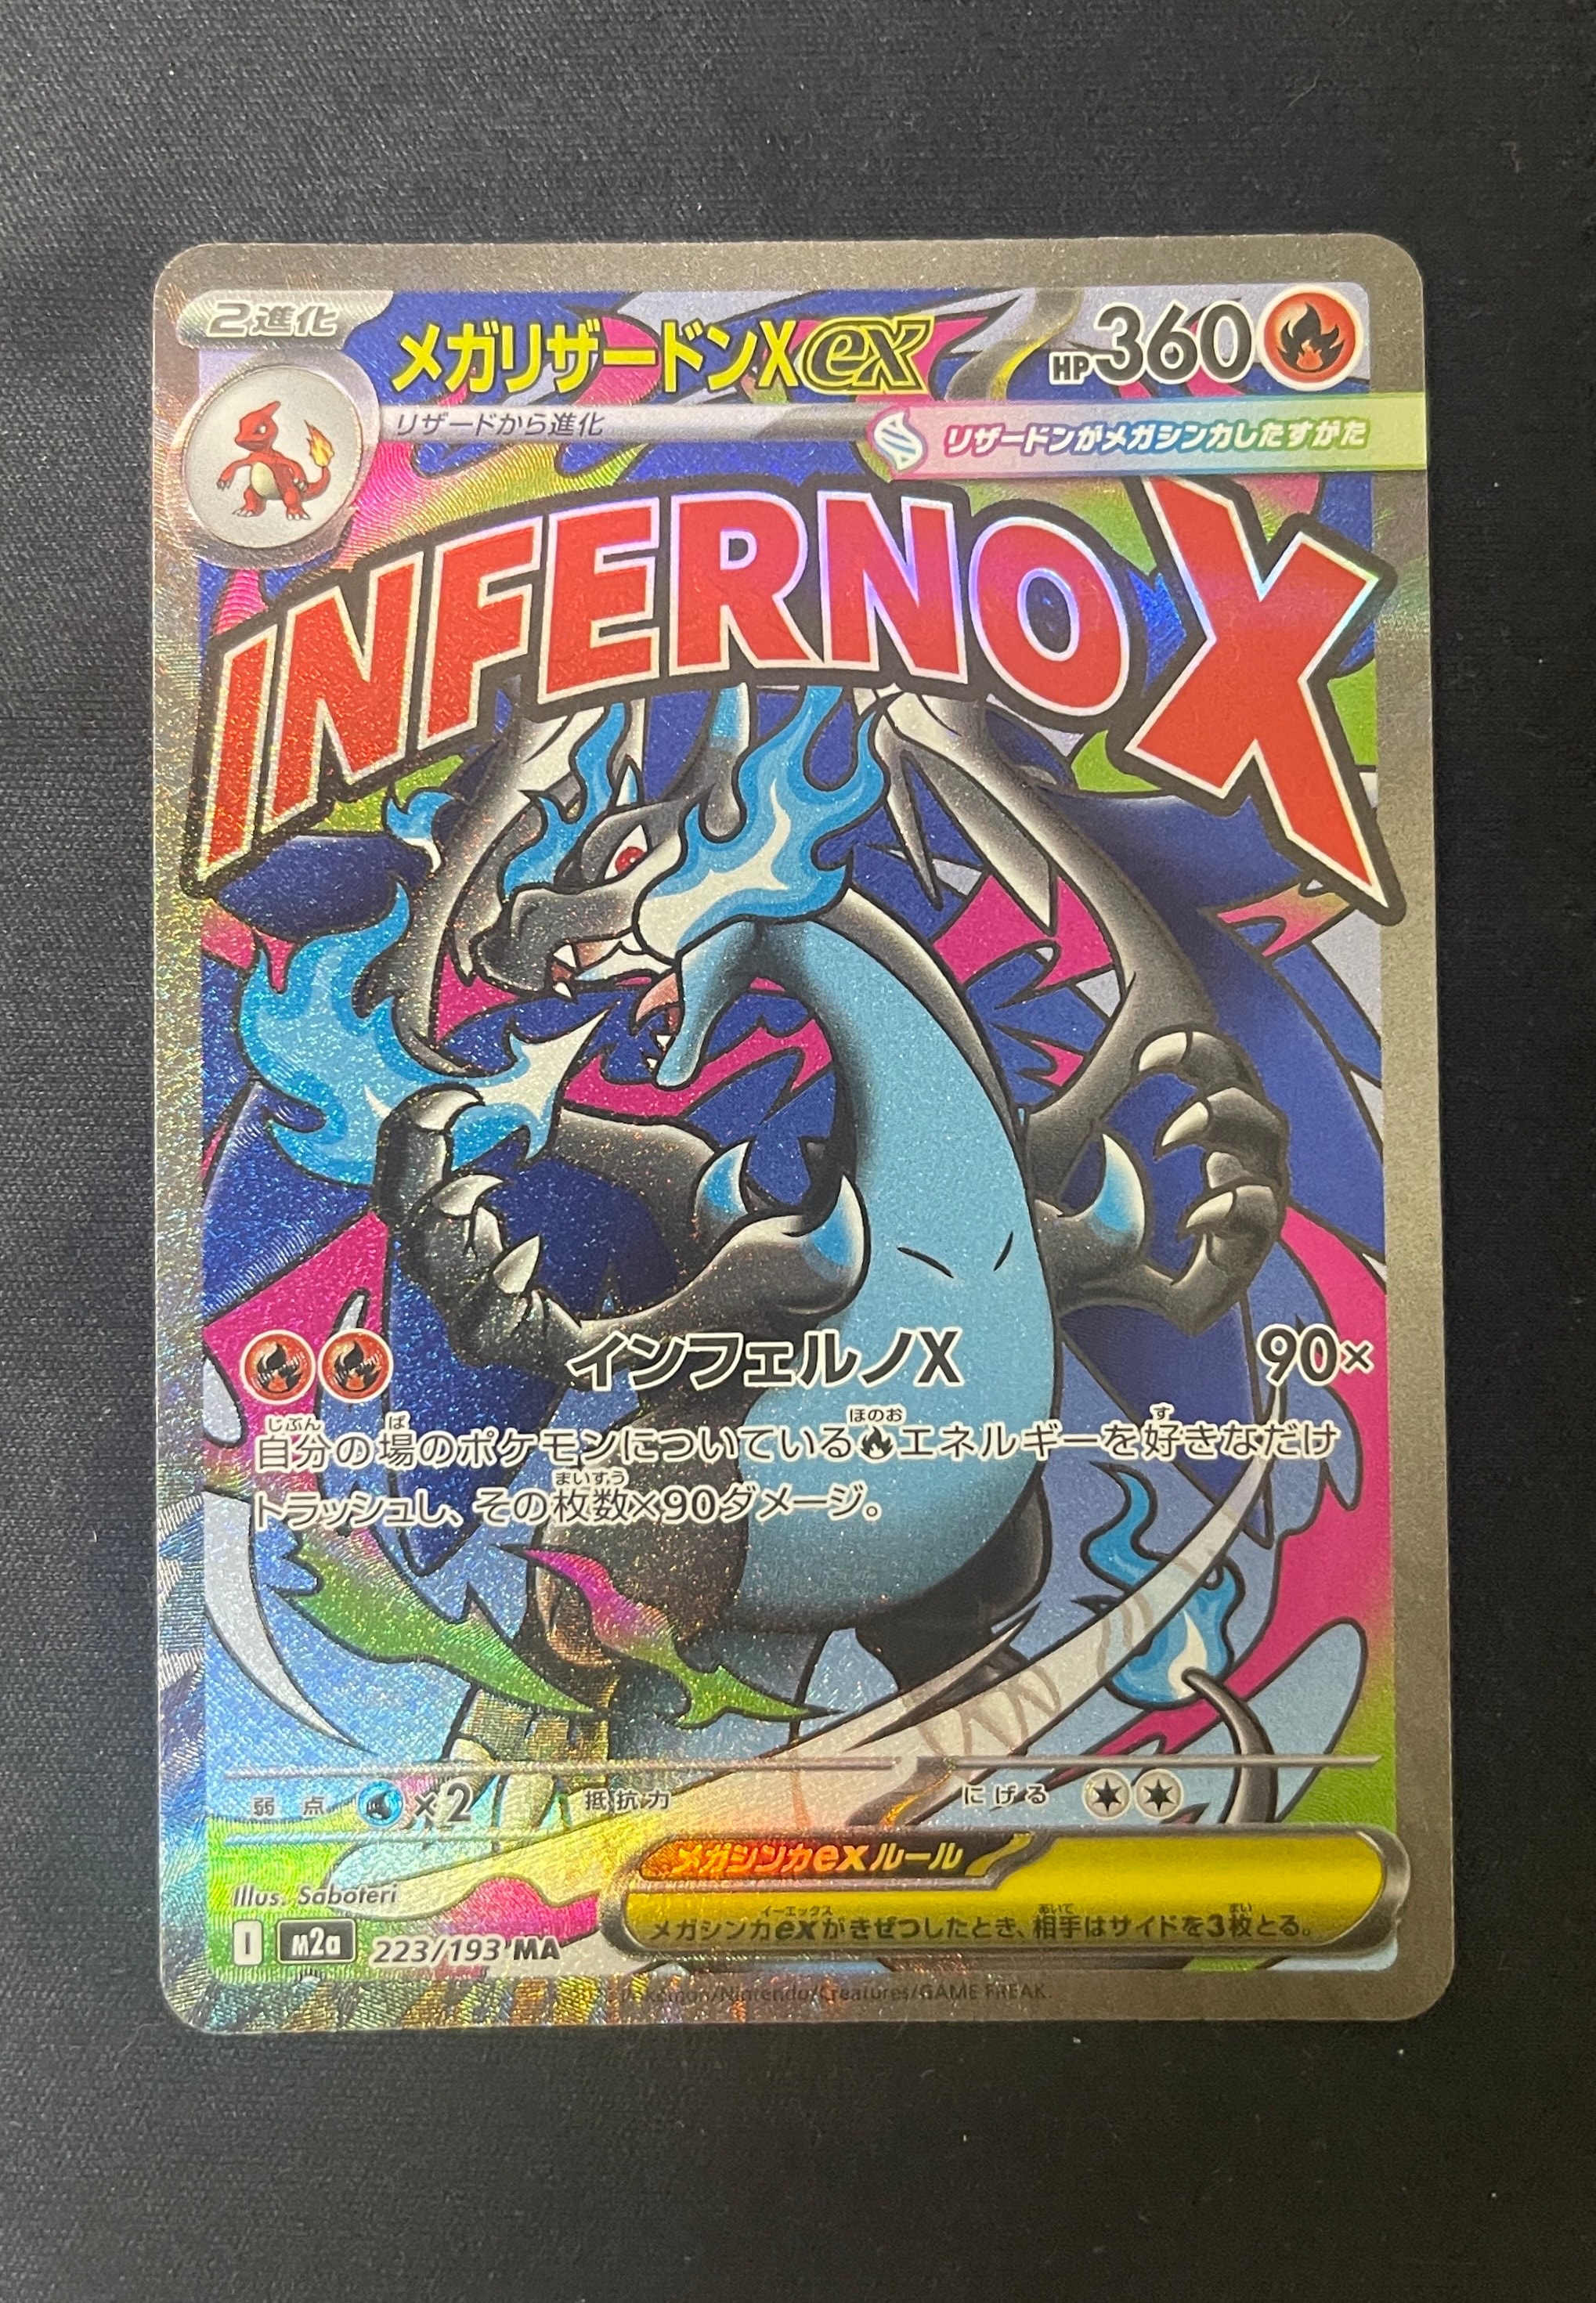 2進化
メガリザードンXex
HP360
リザードから進化
リザードンがメガシンカしたすがた
INFERNO X
インフェルノX 90×
自分の場のポケモンについているエネルギーを好きなだけ
トラッシュし、その枚数×90ダメージ。
弱点 ×2 抵抗力 にげる
メガシンカexルール
メガシンカexがきぜつしたとき、相手はサイドを3枚とる。
Illus. Saboteri
I m2a 223/193 MA
Pokémon/Nintendo/Creatures/GAME FREAK.